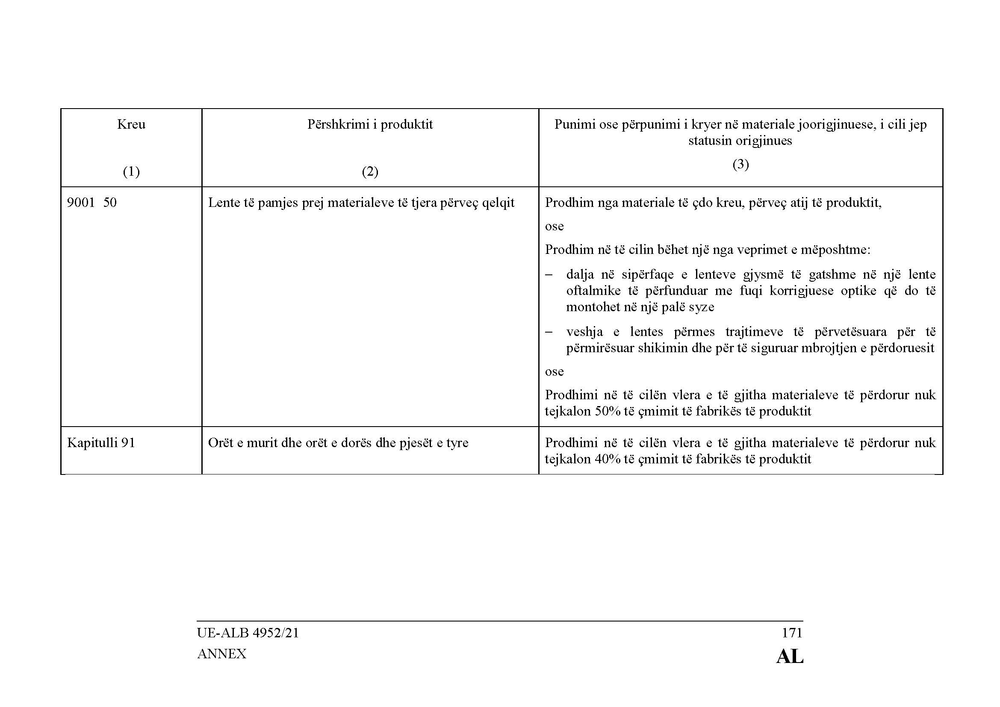 Kreu
(1)
Përshkrimi i produktit
(2)
Punimi ose përpunimi i kryer në materiale joorigjinuese, i cili jep
statusin origjinues
(3)
9001 50
Lente të pamjes prej materialeve të tjera përveç qelqit
Prodhim nga materiale të çdo kreu, përveç atij të produktit,
ose
Prodhim në të cilin bëhet një nga veprimet e mëposhtme:
– dalja në sipërfaqe e lenteve gjysmë të gatshme në një lente
oftalmike të përfunduar me fuqi korrigjuese optike që do të
montohet në një palë syze
– veshja e lentes përmes trajtimeve të përvetësuara për të
përmirësuar shikimin dhe për të siguruar mbrojtjen e përdoruesit
ose
Prodhimi në të cilën vlera e të gjitha materialeve të përdorur nuk
tejkalon 50% të çmimit të fabrikës të produktit
Kapitulli 91
Orët e murit dhe orët e dorës dhe pjesët e tyre
Prodhimi në të cilën vlera e të gjitha materialeve të përdorur nuk
tejkalon 40% të çmimit të fabrikës të produktit
UE-ALB 4952/21
171
ANNEX
AL